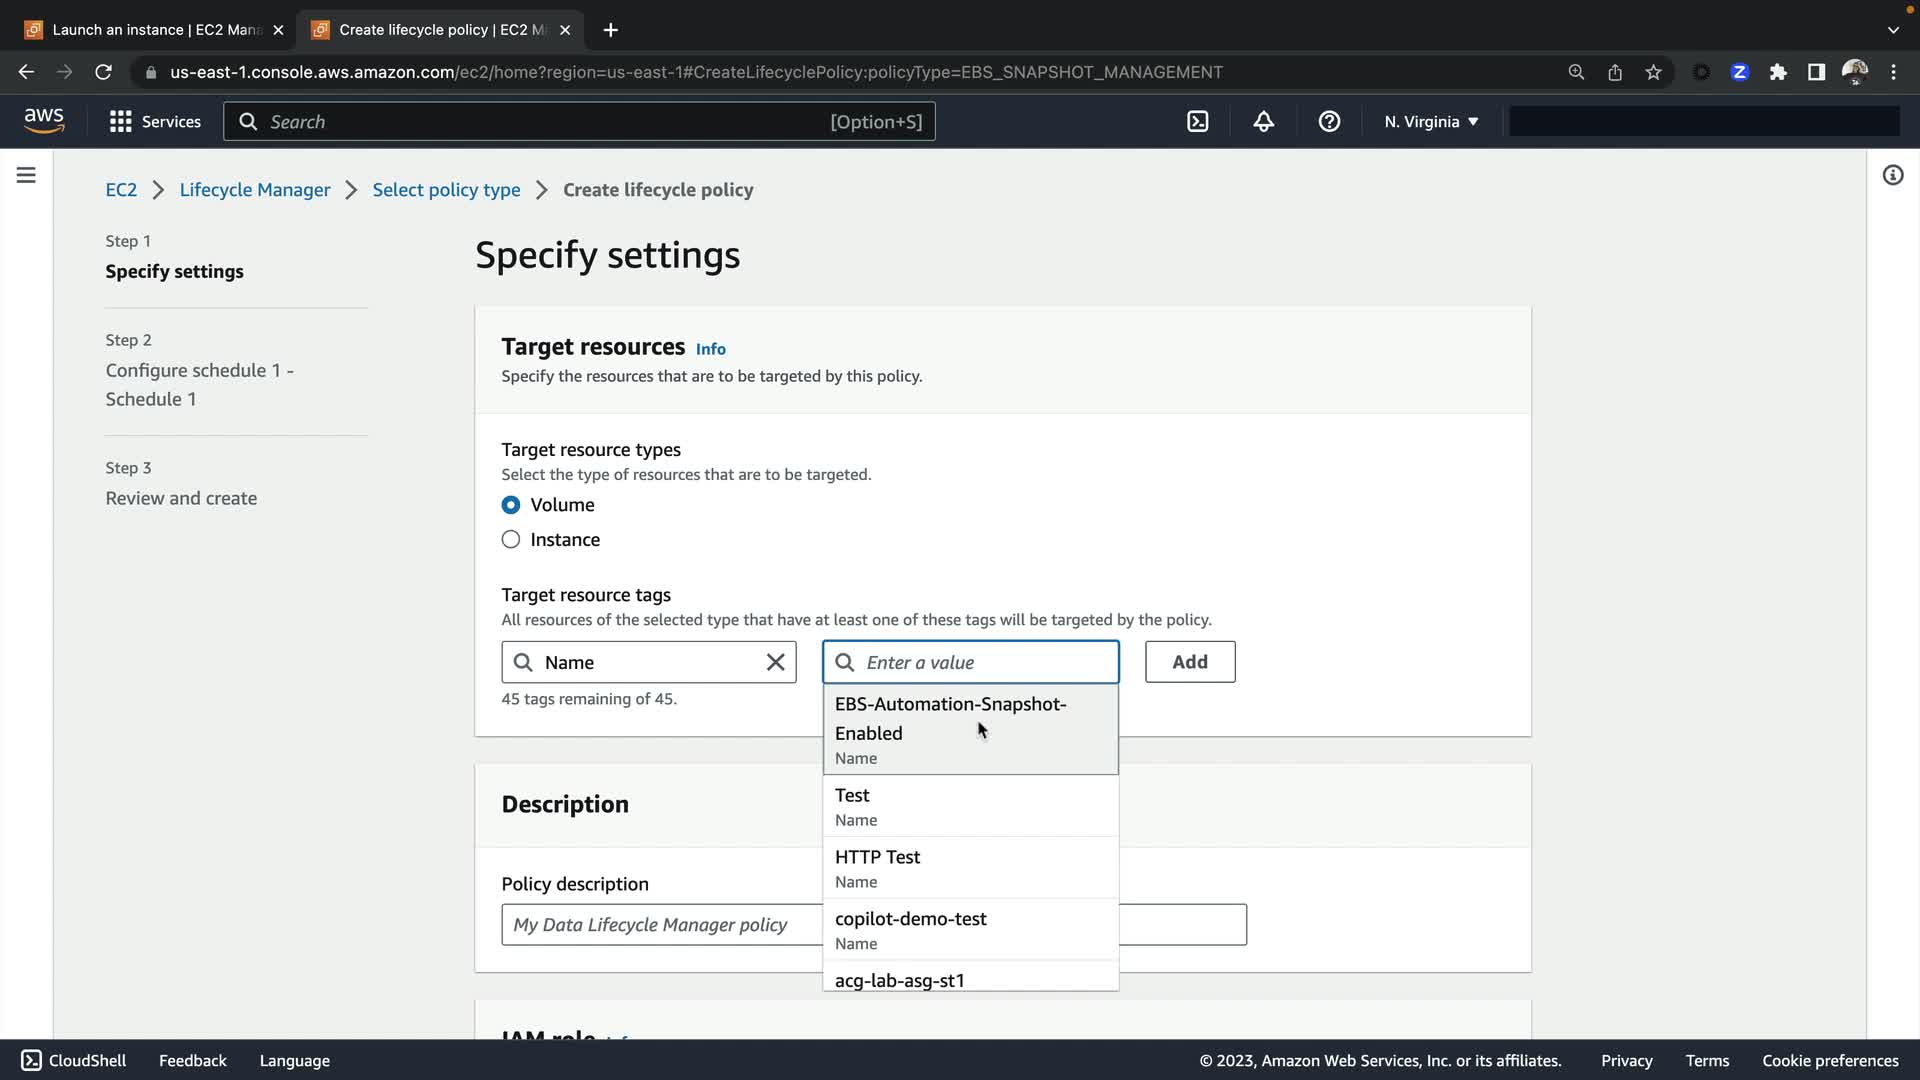 Launch an instance | EC2 Mana
Create lifecycle policy | EC2 M
us-east-1.console.aws.amazon.com/ec2/home?region=us-east-1#CreateLifecyclePolicy:policyType=EBS_SNAPSHOT_MANAGEMENT
aws
Services
Search
[Option+S]
N. Virginia
EC2
Lifecycle Manager
Select policy type
Create lifecycle policy
Step 1
Specify settings
Step 2
Configure schedule 1 -
Schedule 1
Step 3
Review and create
Specify settings
Target resources Info
Specify the resources that are to be targeted by this policy.
Target resource types
Select the type of resources that are to be targeted.
Volume
Instance
Target resource tags
All resources of the selected type that have at least one of these tags will be targeted by the policy.
Name
Enter a value
Add
45 tags remaining of 45.
EBS-Automation-Snapshot-
Enabled
Name
Test
Name
HTTP Test
Name
copilot-demo-test
Name
acg-lab-asg-st1
Description
Policy description
My Data Lifecycle Manager policy
IAM role
CloudShell
Feedback
Language
© 2023, Amazon Web Services, Inc. or its affiliates.
Privacy
Terms
Cookie preferences